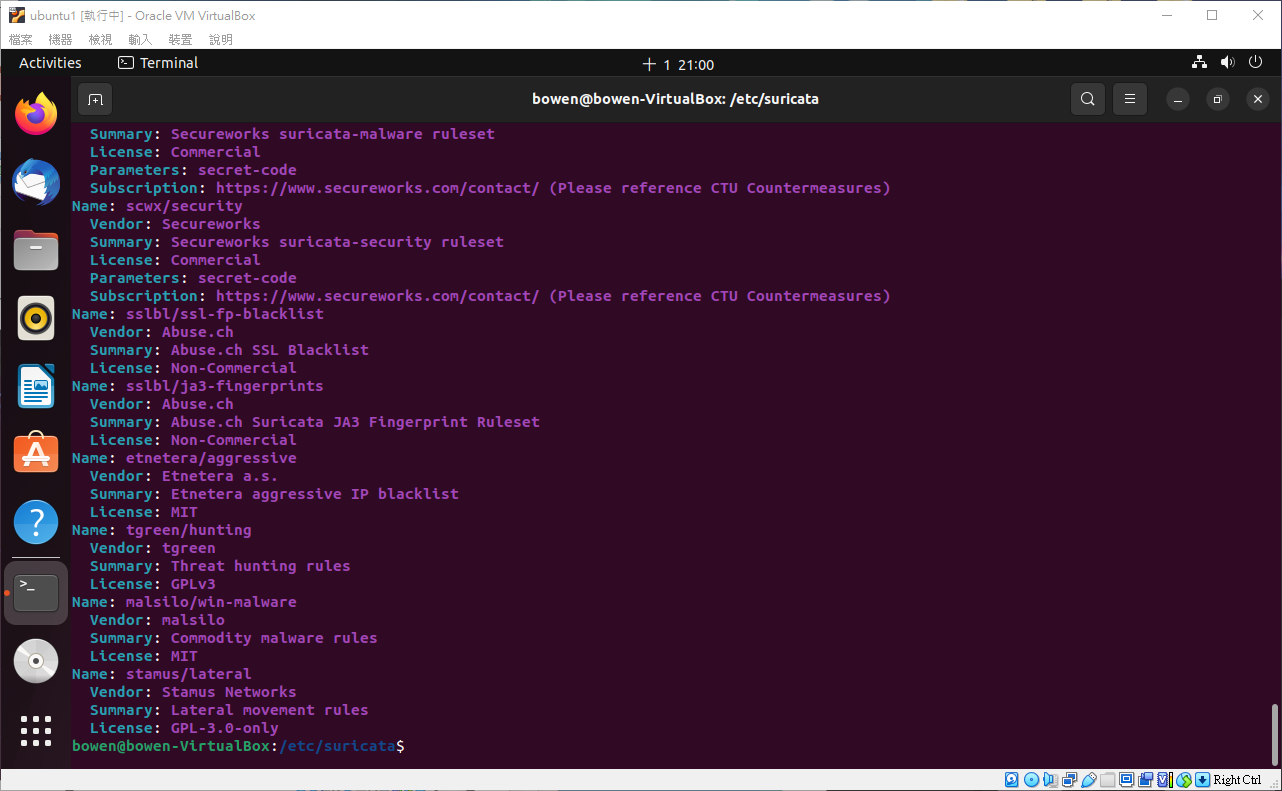 ubuntu1 [執行中] - Oracle VM VirtualBox
檔案 機器 檢視 輸入 裝置 說明
Activities Terminal 十 1 21:00
bowen@bowen-VirtualBox: /etc/suricata
Summary: Secureworks suricata-malware ruleset
License: Commercial
Parameters: secret-code
Subscription: https://www.secureworks.com/contact/ (Please reference CTU Countermeasures)
Name: scwx/security
Vendor: Secureworks
Summary: Secureworks suricata-security ruleset
License: Commercial
Parameters: secret-code
Subscription: https://www.secureworks.com/contact/ (Please reference CTU Countermeasures)
Name: sslbl/ssl-fp-blacklist
Vendor: Abuse.ch
Summary: Abuse.ch SSL Blacklist
License: Non-Commercial
Name: sslbl/ja3-fingerprints
Vendor: Abuse.ch
Summary: Abuse.ch Suricata JA3 Fingerprint Ruleset
License: Non-Commercial
Name: etnetera/aggressive
Vendor: Etnetera a.s.
Summary: Etnetera aggressive IP blacklist
License: MIT
Name: tgreen/hunting
Vendor: tgreen
Summary: Threat hunting rules
License: GPLv3
Name: malsilo/win-malware
Vendor: malsilo
Summary: Commodity malware rules
License: MIT
Name: stamus/lateral
Vendor: Stamus Networks
Summary: Lateral movement rules
License: GPL-3.0-only
bowen@bowen-VirtualBox:/etc/suricata$
Right Ctrl